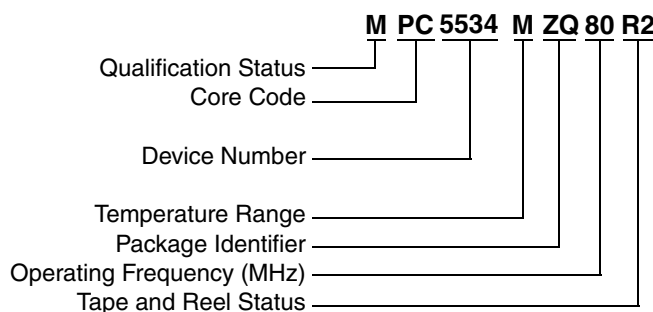 M PC 5534 M ZQ 80 R2
Qualification Status
Core Code
Device Number
Temperature Range
Package Identifier
Operating Frequency (MHz)
Tape and Reel Status